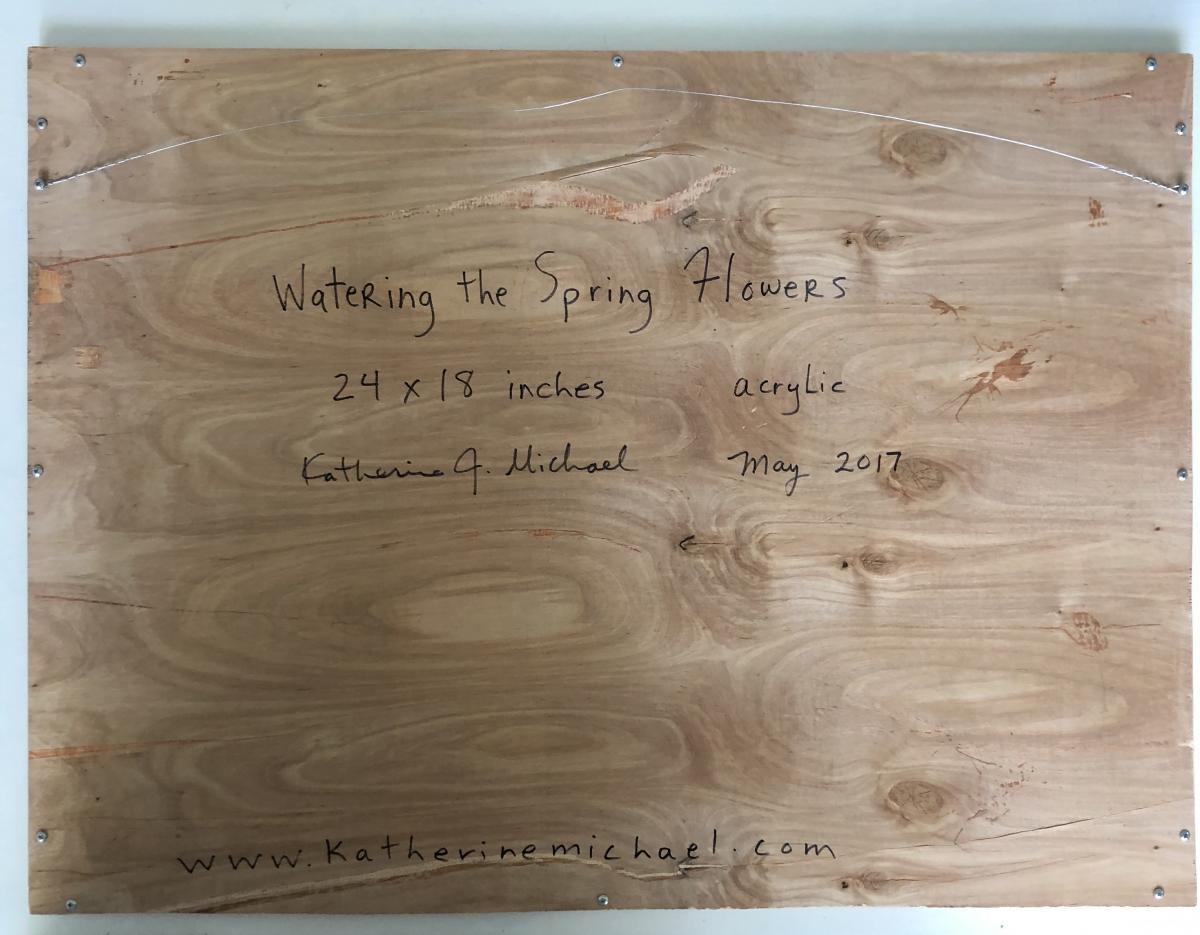 Watering the Spring Flowers
24 x 18 inches acrylic
Katherine J. Michael May 2017
www.Katherinemichael.com